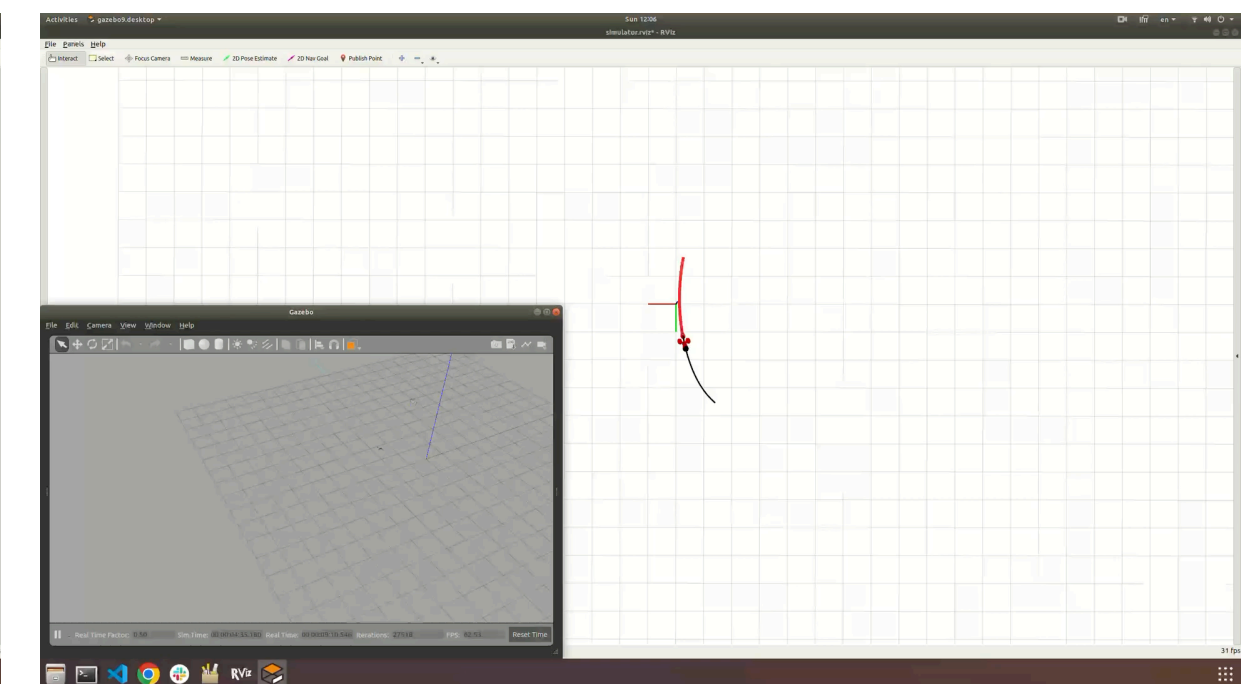 Activities gazebo9.desktop Sun 12:06 en
simulator.rviz* - RViz
File Panels Help
Interact Select Focus Camera Measure 2D Pose Estimate 2D Nav Goal Publish Point
Gazebo
File Edit Camera View Window Help
Real Time Factor: Sim Time: Real Time: Iterations: FPS: Reset Time
31 fps
RViz